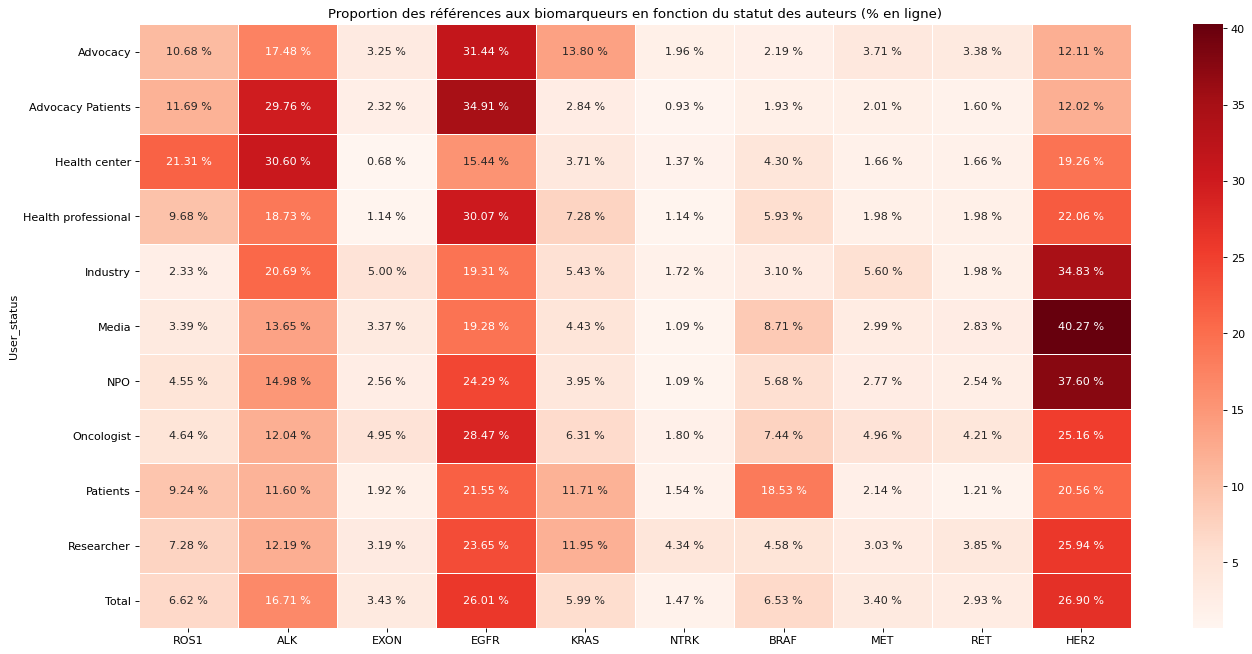 Proportion des références aux biomarqueurs en fonction du statut des auteurs (% en ligne)
Advocacy 10.68 % 17.48 % 3.25 % 31.44 % 13.80 % 1.96 % 2.19 % 3.71 % 3.38 % 12.11 %
Advocacy Patients 11.69 % 29.76 % 2.32 % 34.91 % 2.84 % 0.93 % 1.93 % 2.01 % 1.60 % 12.02 %
Health center 21.31 % 30.60 % 0.68 % 15.44 % 3.71 % 1.37 % 4.30 % 1.66 % 1.66 % 19.26 %
Health professional 9.68 % 18.73 % 1.14 % 30.07 % 7.28 % 1.14 % 5.93 % 1.98 % 1.98 % 22.06 %
Industry 2.33 % 20.69 % 5.00 % 19.31 % 5.43 % 1.72 % 3.10 % 5.60 % 1.98 % 34.83 %
Media 3.39 % 13.65 % 3.37 % 19.28 % 4.43 % 1.09 % 8.71 % 2.99 % 2.83 % 40.27 %
NPO 4.55 % 14.98 % 2.56 % 24.29 % 3.95 % 1.09 % 5.68 % 2.77 % 2.54 % 37.60 %
Oncologist 4.64 % 12.04 % 4.95 % 28.47 % 6.31 % 1.80 % 7.44 % 4.96 % 4.21 % 25.16 %
Patients 9.24 % 11.60 % 1.92 % 21.55 % 11.71 % 1.54 % 18.53 % 2.14 % 1.21 % 20.56 %
Researcher 7.28 % 12.19 % 3.19 % 23.65 % 11.95 % 4.34 % 4.58 % 3.03 % 3.85 % 25.94 %
Total 6.62 % 16.71 % 3.43 % 26.01 % 5.99 % 1.47 % 6.53 % 3.40 % 2.93 % 26.90 %
ROS1 ALK EXON EGFR KRAS NTRK BRAF MET RET HER2
User_status
40
35
30
25
20
15
10
5